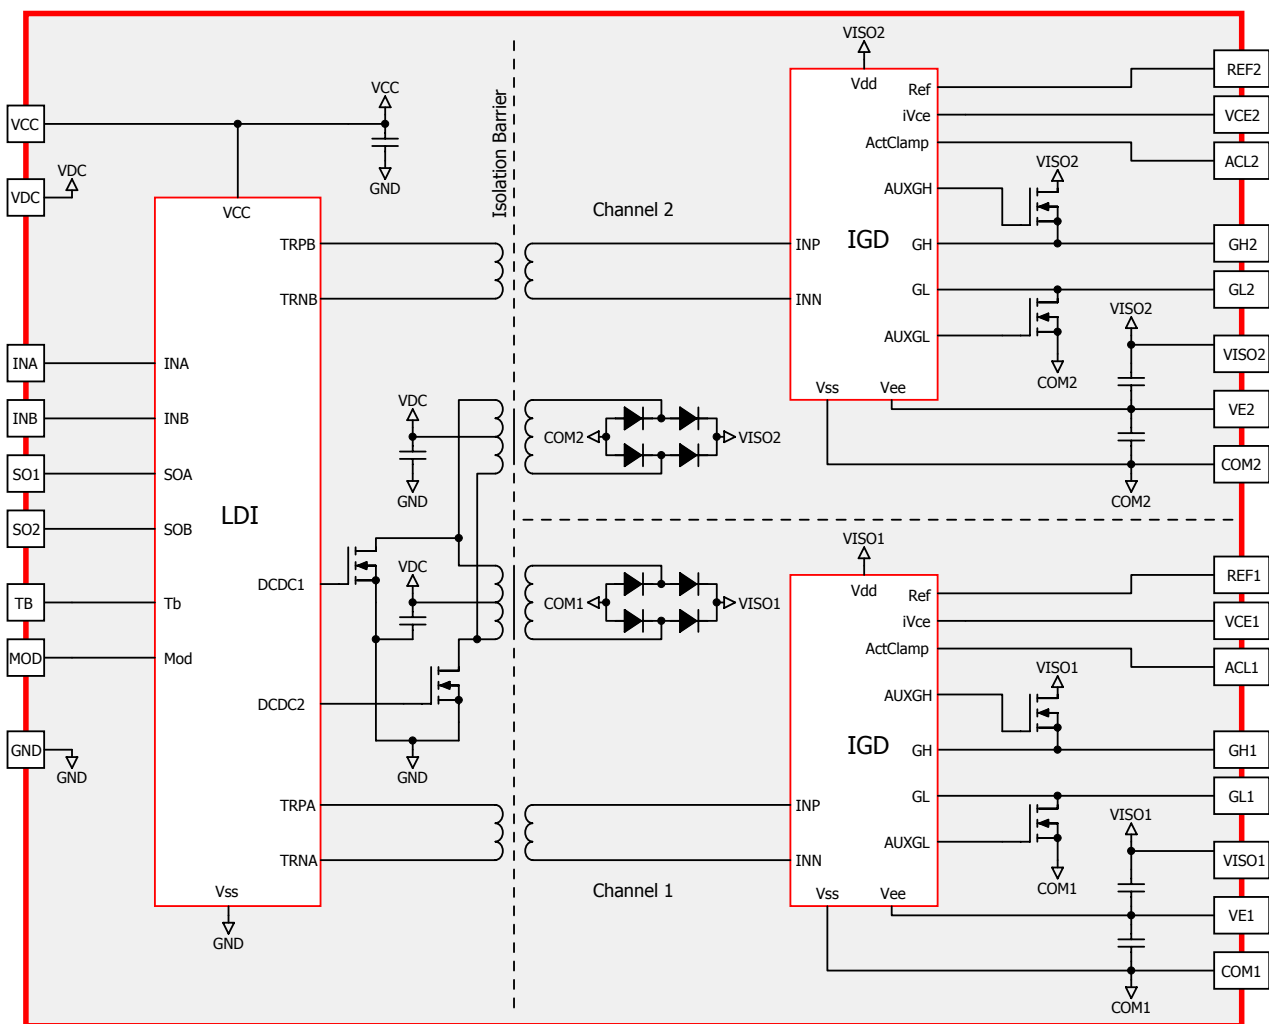 VISO2
REF2
Vdd
Ref
VCC
iVce
VCE2
VCC
ActClamp
ACL2
VISO2
VDC
GND
AUXGH
VDC
Isolation Barrier
VCC
Channel 2
TRPB
INP
IGD
GH
GH2
TRNB
INN
GL
GL2
VISO2
AUXGL
VISO2
INA
INA
COM2
Vss
Vee
VDC
INB
INB
VE2
COM2
VISO2
SO1
SOA
COM2
GND
COM2
LDI
SO2
SOB
VISO1
VDC
REF1
DCDC1
Vdd
Ref
TB
Tb
COM1
VISO1
iVce
VCE1
MOD
Mod
ActClamp
ACL1
VISO1
AUXGH
DCDC2
GND
IGD
GH
GH1
GND
GND
TRPA
INP
GL
GL1
VISO1
AUXGL
TRNA
INN
VISO1
Vss
Channel 1
COM1
Vss
Vee
VE1
GND
COM1
COM1